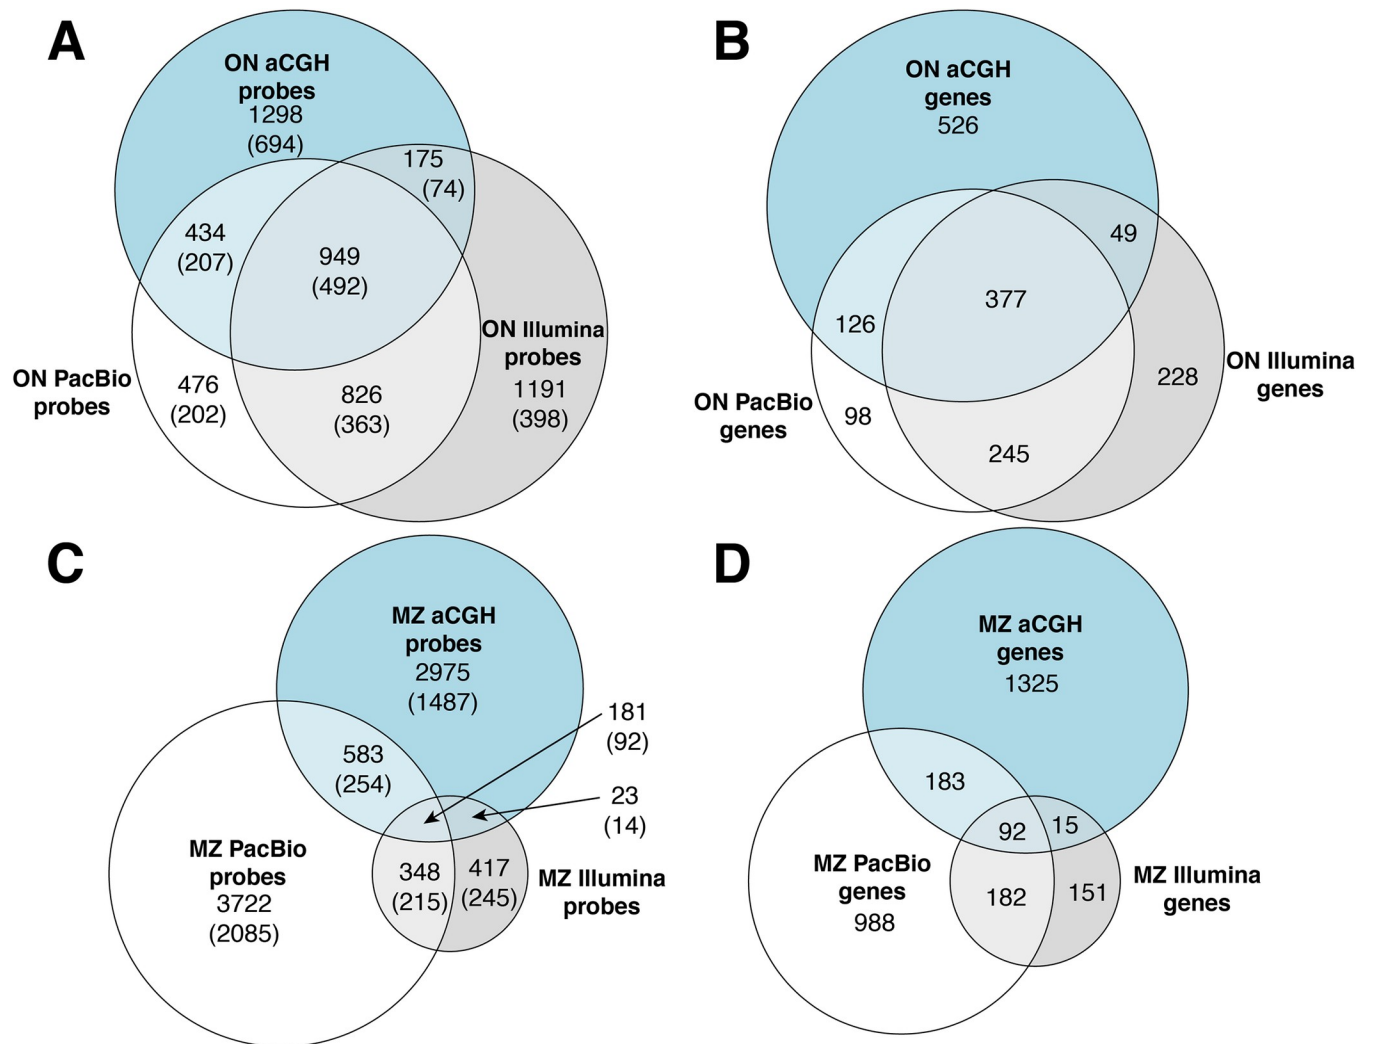 A
ON aCGH
probes
1298
(694)
175
(74)
434
(207)
949
(492)
ON PacBio
probes
476
(202)
826
(363)
ON Illumina
probes
1191
(398)
B
ON aCGH
genes
526
49
377
126
ON PacBio
genes
98
245
228
ON Illumina
genes
C
MZ aCGH
probes
2975
(1487)
181
(92)
583
(254)
23
(14)
MZ PacBio
probes
3722
(2085)
348
(215)
417
(245)
MZ Illumina
probes
D
MZ aCGH
genes
1325
183
92
15
MZ PacBio
genes
988
182
151
MZ Illumina
genes